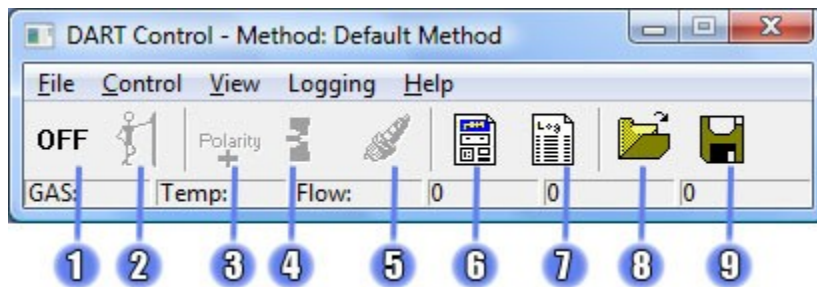 DART Control - Method: Default Method
File Control View Logging Help
OFF Polarity Log
GAS: Temp: Flow: 0 0 0
1 2 3 4 5 6 7 8 9